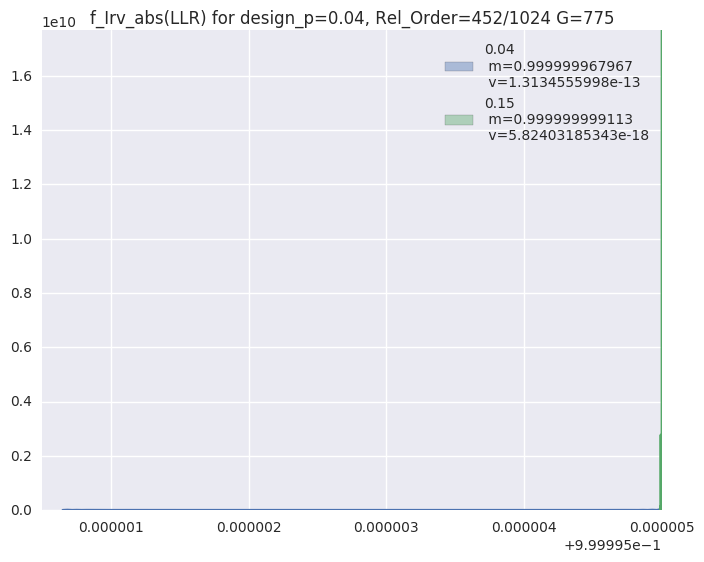 f_Irv_abs(LLR) for design_p=0.04, Rel_Order=452/1024 G=775
1e10
0.04
m=0.999999967967
v=1.3134555998e-13
0.15
m=0.999999999113
v=5.82403185343e-18
1.6
1.4
1.2
1.0
0.8
0.6
0.4
0.2
0.0
0.000001 0.000002 0.000003 0.000004 0.000005
+9.99995e−1